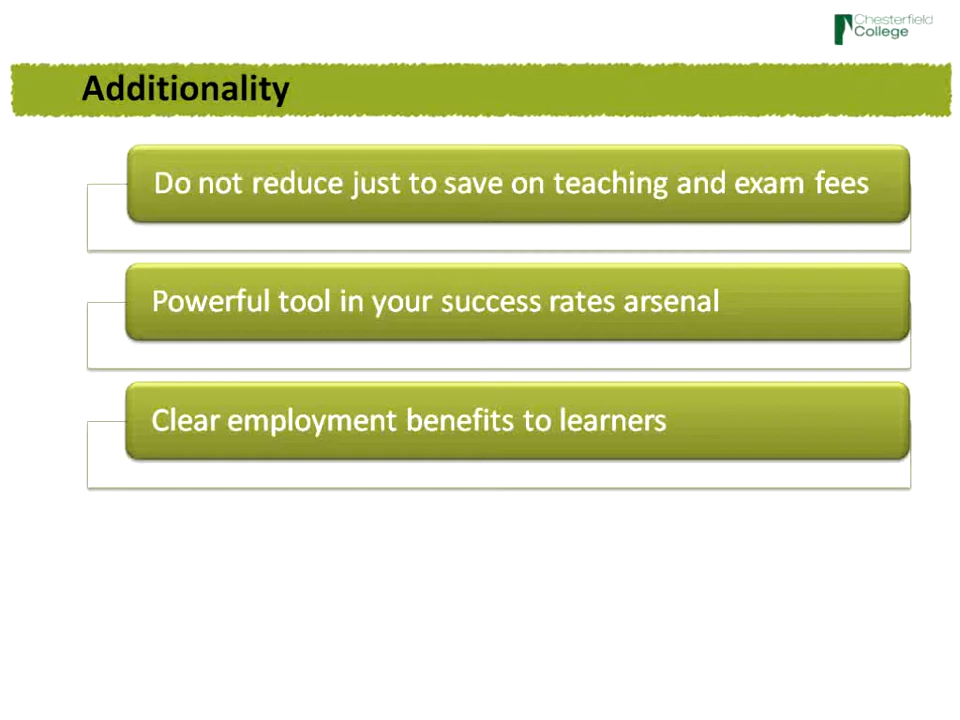 Chesterfield
College
Additionality
Do not reduce just to save on teaching and exam fees
Powerful tool in your success rates arsenal
Clear employment benefits to learners